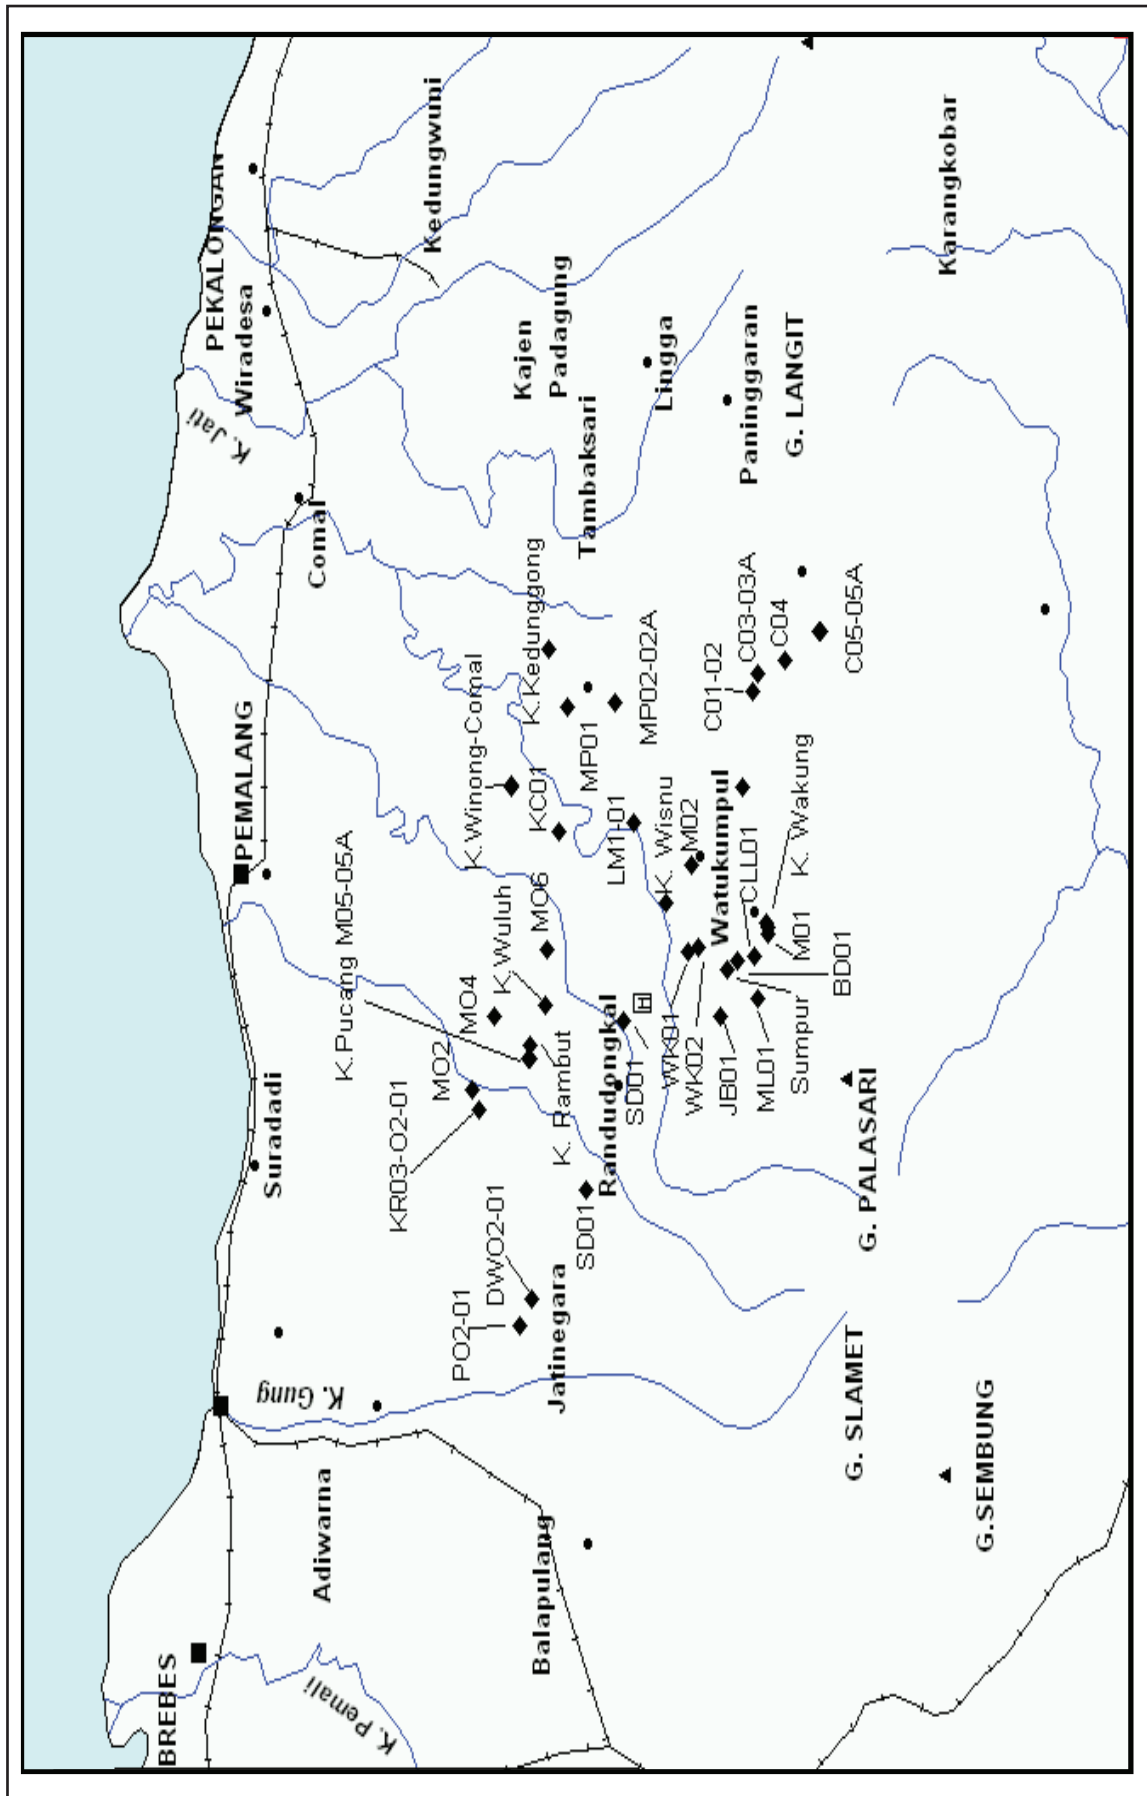 BREBES
K. Pemali
Adiwarna
Balapulang
K. Gung
Jatinegara
PO2-01
DWO2-01
G. SLAMET
G.SEMBUNG
G. PALASARI
Suradadi
KR03-O2-01
MO2
MO4
K.Pucang M05-05A
K.Wuluh
MO6
K. Rambut
Randudongkal
SD01
SD01
H
WK01
WK02
JB01
ML01
Sumpur
BD01
M01
K. Wakung
CLL01
Watukumpul
M02
K. Wisnu
LM1-01
KC01
K.Winong-Comal
MP01
K.Kedunggong
MP02-02A
C01-02
C03-03A
C04
C05-05A
PEMALANG
Comal
K. Jati
Wiradesa
PEKALONGAN
Kedungwuni
Kajen
Padagung
Tambaksari
Lingga
Paninggaran
G. LANGIT
Karangkobar